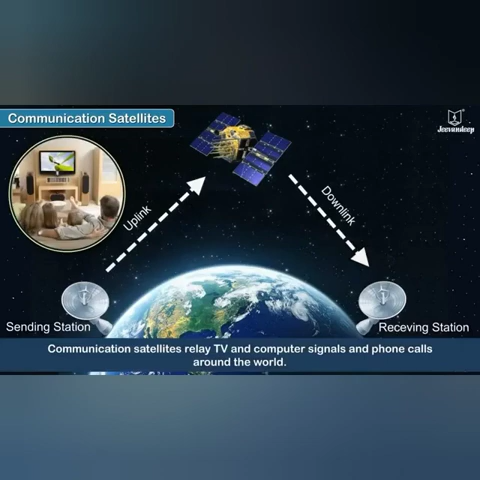 Communication Satellites
Jeevandeep
Uplink
Downlink
Sending Station
Receving Station
Communication satellites relay TV and computer signals and phone calls
around the world.